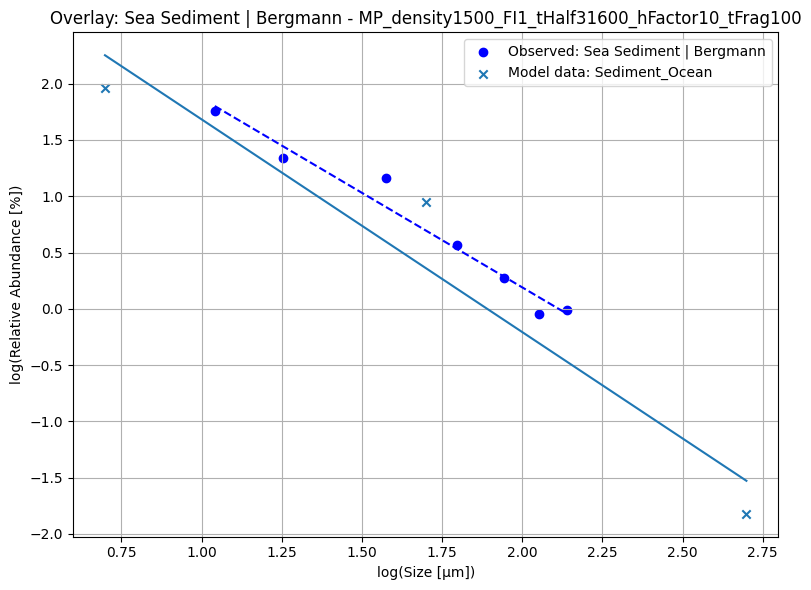 Overlay: Sea Sediment | Bergmann - MP_density1500_FI1_tHalf31600_hFactor10_tFrag100
Observed: Sea Sediment | Bergmann
Model data: Sediment_Ocean
log(Relative Abundance [%])
2.0
1.5
1.0
0.5
0.0
−0.5
−1.0
−1.5
−2.0
0.75 1.00 1.25 1.50 1.75 2.00 2.25 2.50 2.75
log(Size [μm])